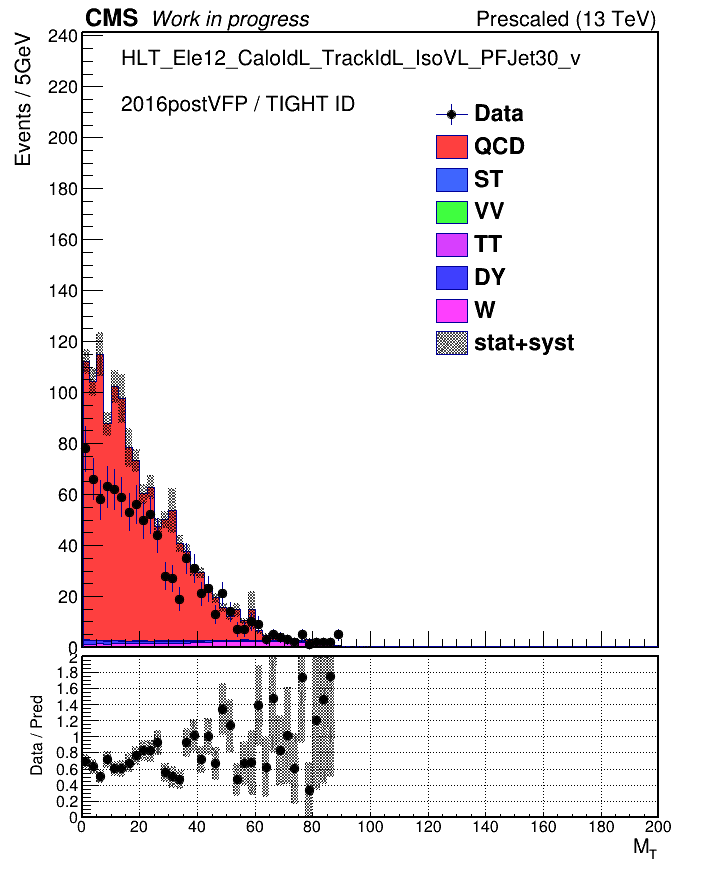 CMS Work in progress Prescaled (13 TeV)
Events / 5GeV
HLT_Ele12_CaloIdL_TrackIdL_IsoVL_PFJet30_v
2016postVFP / TIGHT ID
Data
QCD
ST
VV
TT
DY
W
stat+syst
240
220
200
180
160
140
120
100
80
60
40
20
0
Data / Pred
2
1.8
1.6
1.4
1.2
1
0.8
0.6
0.4
0.2
0
0 20 40 60 80 100 120 140 160 180 200
M_T